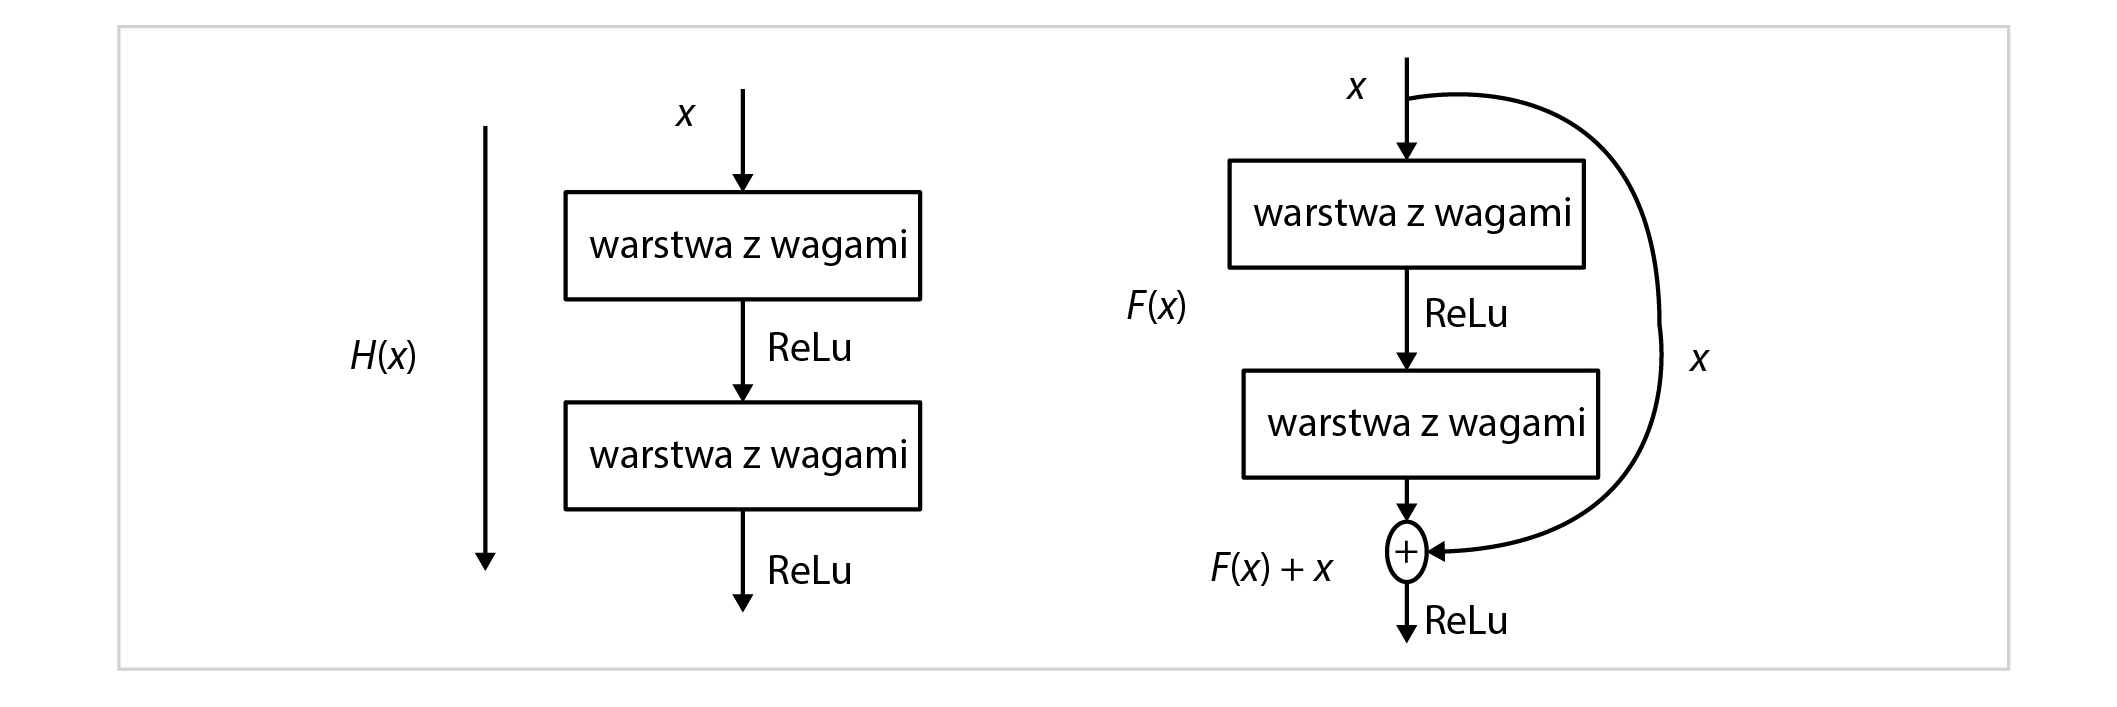 x
warstwa z wagami
ReLu
H(x)
warstwa z wagami
ReLu
x
warstwa z wagami
F(x)
ReLu
x
warstwa z wagami
+
F(x) + x
ReLu